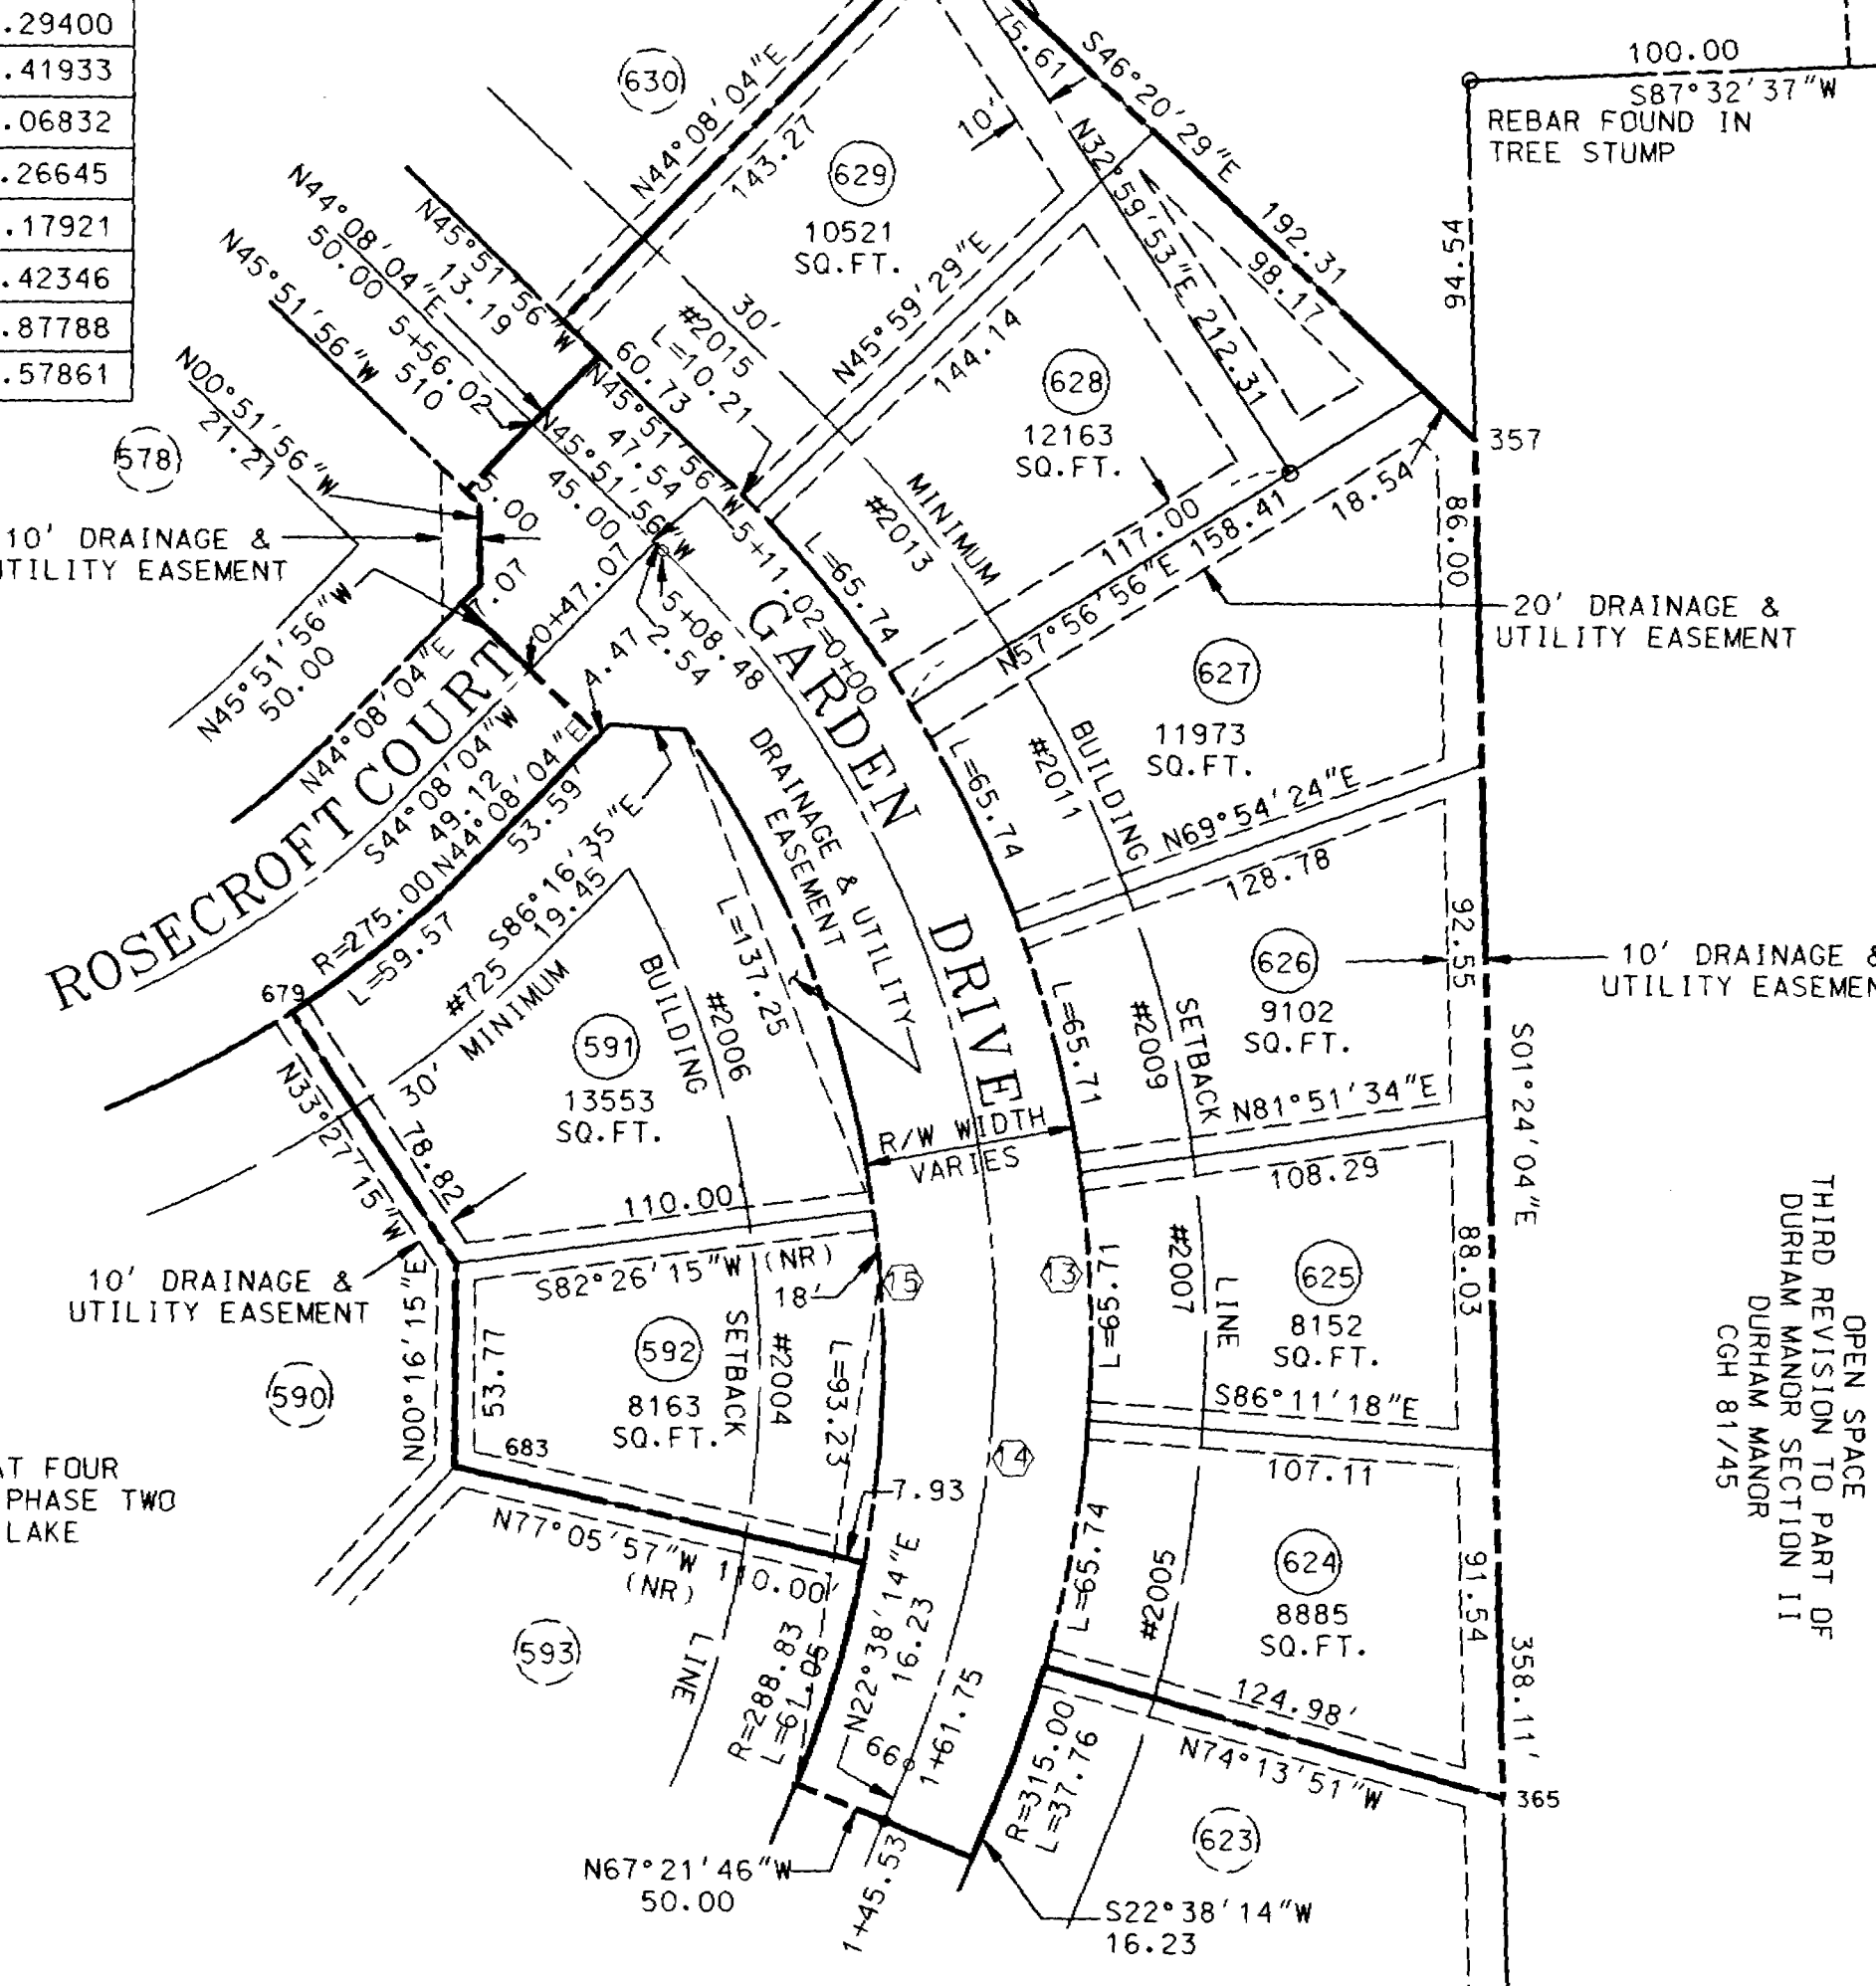 .29400
.41933
.06832
.26645
.17921
.42346
.87788
.57861
630
N44°08'04"E
143.27
629
10521
SQ.FT.
10'
75.61
S46°20'29"E
192.31
N32°59'53"E 212.31
98.17
100.00
S87°32'37"W
REBAR FOUND IN
TREE STUMP
94.54
357
N45°51'56"W
13.19
N44°08'04"E
50.00
N45°51'56"W
5+56.02
510
N00°51'56"W
21.21
578
10' DRAINAGE &
UTILITY EASEMENT
60.73
#2015
L=10.21
30'
N45°51'56"W
47.54
N45°51'56"W
45.00
5.00
N45°59'29"E
144.14
628
12163
SQ.FT.
MINIMUM
#2013
117.00
N57°56'56"E 158.41
18.54
86.00
20' DRAINAGE &
UTILITY EASEMENT
7.07
N45°51'56"W
50.00
0+47.07
5+11.02=0+00
L=65.74
4.47
2.54
5+08.48
GARDEN
DRIVE
627
11973
SQ.FT.
N44°08'04"E
ROSECROFT COURT
S44°08'04"W
49.12
N44°08'04"E
53.59'
R=275.00
L=59.57
S86°16'35"E
19.45'
#725
DRAINAGE & UTILITY
EASEMENT
L=65.74
#2011
BUILDING
N69°54'24"E
128.78
679
30' MINIMUM
BUILDING
#2006
L=137.25
591
13553
SQ.FT.
L=65.71
#2009
SETBACK
626
9102
SQ.FT.
92.55
10' DRAINAGE &
UTILITY EASEMEN
S01°24'04"E
N33°27'15"W
78.82
R/W WIDTH
VARIES
N81°51'34"E
108.29
110.00'
S82°26'15"W (NR)
18'
15
13
L=65.71
#2007
LINE
625
8152
SQ.FT.
88.03
10' DRAINAGE &
UTILITY EASEMENT
N00°16'15"E
53.77
592
8163
SQ.FT.
SETBACK
#2004
L=93.23
590
683
14
S86°11'18"E
107.11
OPEN SPACE
THIRD REVISION TO PART OF
DURHAM MANOR SECTION II
DURHAM MANOR
CGH 81/45
AT FOUR
PHASE TWO
LAKE
7.93
N77°05'57"W 110.00'
(NR)
593
LINE
L=65.74
#2005
624
8885
SQ.FT.
91.54
358.11'
R=288.83
L=61.05
N22°38'14"E
16.23
66
1+61.75
124.98'
N74°13'51"W
R=315.00
L=37.76
365
623
N67°21'46"W
50.00
1+45.53
S22°38'14"W
16.23